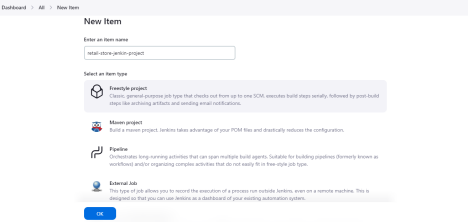 Dashboard > All > New Item
New Item
Enter an item name
retail-store-jenkin-project
Select an item type
Freestyle project
Classic, general-purpose job type that checks out from up to one SCM, executes build steps serially, followed by post-build
steps like archiving artifacts and sending email notifications.
Maven project
Build a maven project. Jenkins takes advantage of your POM files and drastically reduces the configuration.
Pipeline
Orchestrates long-running activities that can span multiple build agents. Suitable for building pipelines (formerly known as
workflows) and/or organizing complex activities that do not easily fit in free-style job type.
External Job
This type of job allows you to record the execution of a process run outside Jenkins, even on a remote machine. This is
designed so that you can use Jenkins as a dashboard of your existing automation system.
OK